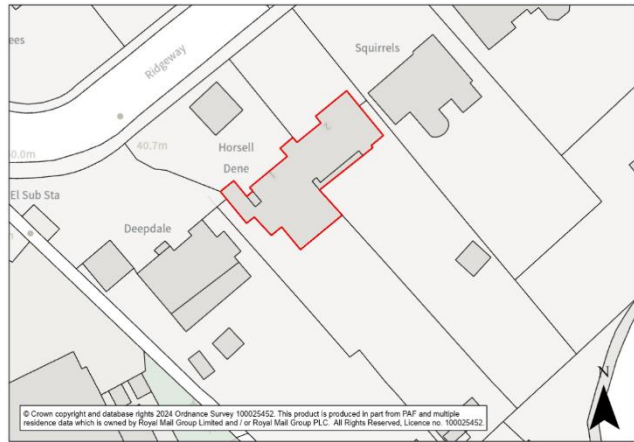 Squirrels
ees
Ridgeway
40.7m
Horsell
Dene
2
0.0m
1
El Sub Sta
Deepdale
N
© Crown copyright and database rights 2024 Ordnance Survey 100025452. This product is produced in part from PAF and multiple
residence data which is owned by Royal Mail Group Limited and / or Royal Mail Group PLC. All Rights Reserved, Licence no. 100025452.